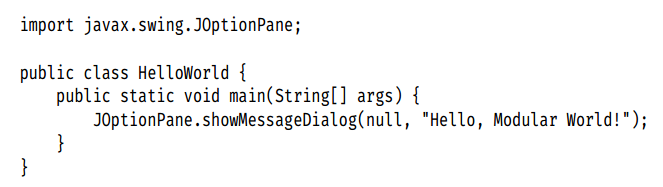 import javax.swing.JOptionPane;
public class HelloWorld {
public static void main(String[] args) {
JOptionPane.showMessageDialog(null, "Hello, Modular World!");
}
}